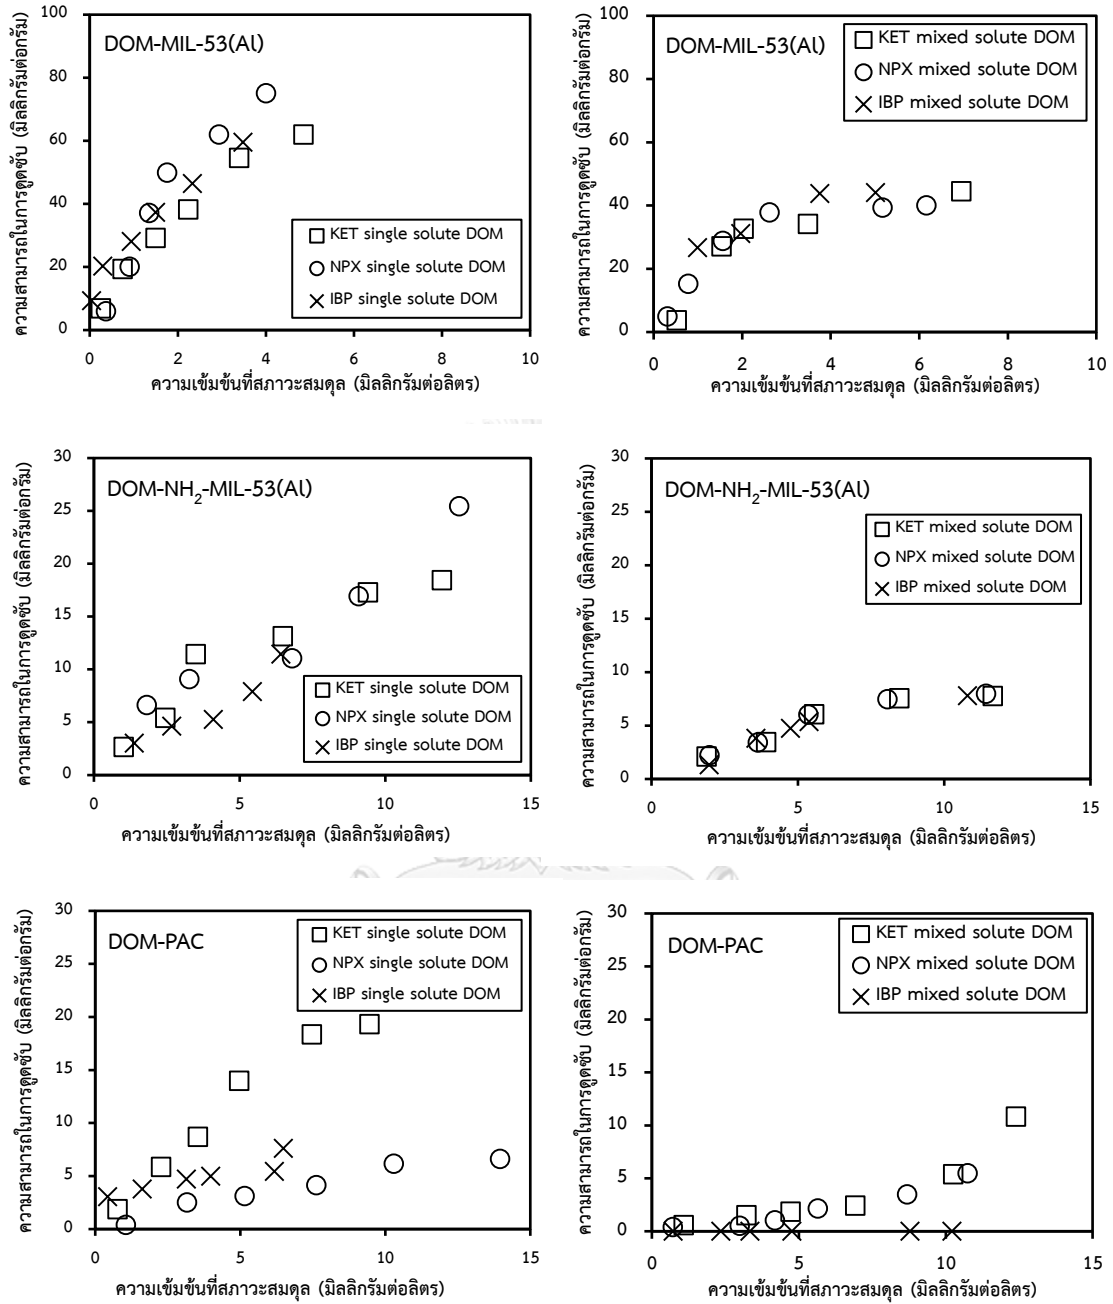 DOM-MIL-53(Al)
ความสามารถในการดูดซับ (มิลลิกรัมต่อกรัม)
100
80
60
40
20
0
KET single solute DOM
NPX single solute DOM
IBP single solute DOM
0 2 4 6 8 10
ความเข้มข้นที่สภาวะสมดุล (มิลลิกรัมต่อลิตร)
DOM-MIL-53(Al)
ความสามารถในการดูดซับ (มิลลิกรัมต่อกรัม)
100
80
60
40
20
0
KET mixed solute DOM
NPX mixed solute DOM
IBP mixed solute DOM
0 2 4 6 8 10
ความเข้มข้นที่สภาวะสมดุล (มิลลิกรัมต่อลิตร)
DOM-NH2-MIL-53(Al)
ความสามารถในการดูดซับ (มิลลิกรัมต่อกรัม)
30
25
20
15
10
5
0
KET single solute DOM
NPX single solute DOM
IBP single solute DOM
0 5 10 15
ความเข้มข้นที่สภาวะสมดุล (มิลลิกรัมต่อลิตร)
DOM-NH2-MIL-53(Al)
ความสามารถในการดูดซับ (มิลลิกรัมต่อกรัม)
30
25
20
15
10
5
0
KET mixed solute DOM
NPX mixed solute DOM
IBP mixed solute DOM
0 5 10 15
ความเข้มข้นที่สภาวะสมดุล (มิลลิกรัมต่อลิตร)
DOM-PAC
ความสามารถในการดูดซับ (มิลลิกรัมต่อกรัม)
30
25
20
15
10
5
0
KET single solute DOM
NPX single solute DOM
IBP single solute DOM
0 5 10 15
ความเข้มข้นที่สภาวะสมดุล (มิลลิกรัมต่อลิตร)
DOM-PAC
ความสามารถในการดูดซับ (มิลลิกรัมต่อกรัม)
30
25
20
15
10
5
0
KET mixed solute DOM
NPX mixed solute DOM
IBP mixed solute DOM
0 5 10 15
ความเข้มข้นที่สภาวะสมดุล (มิลลิกรัมต่อลิตร)